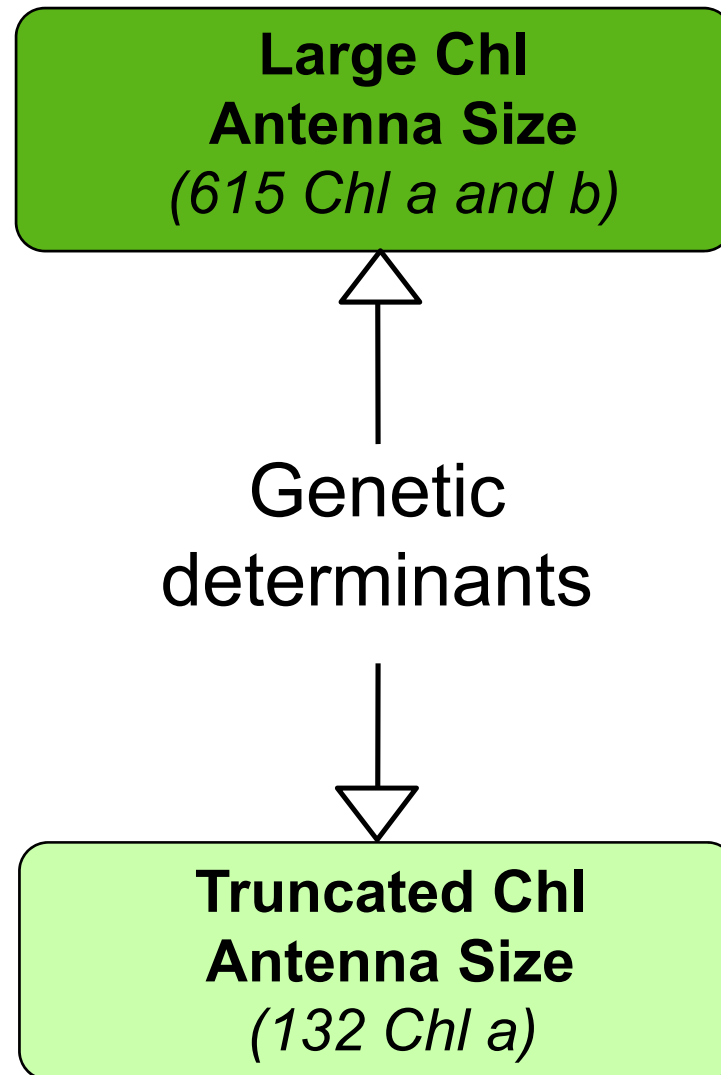 Large Chl
Antenna Size
(615 Chl a and b)
Genetic
determinants
Truncated Chl
Antenna Size
(132 Chl a)